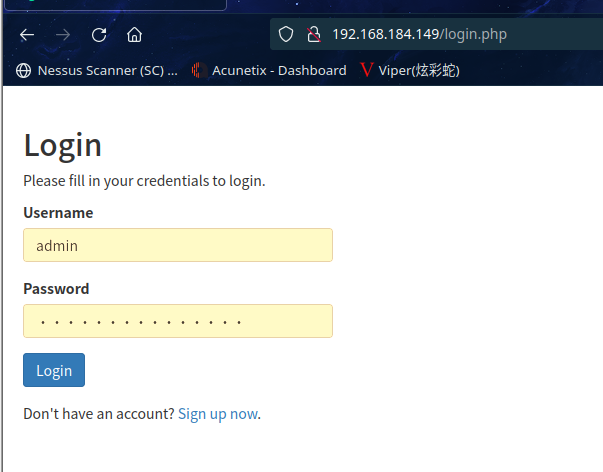 192.168.184.149/login.php
Nessus Scanner (SC) ...
Acunetix - Dashboard
Viper(炫彩蛇)
Login
Please fill in your credentials to login.
Username
admin
Password
Login
Don't have an account? Sign up now.